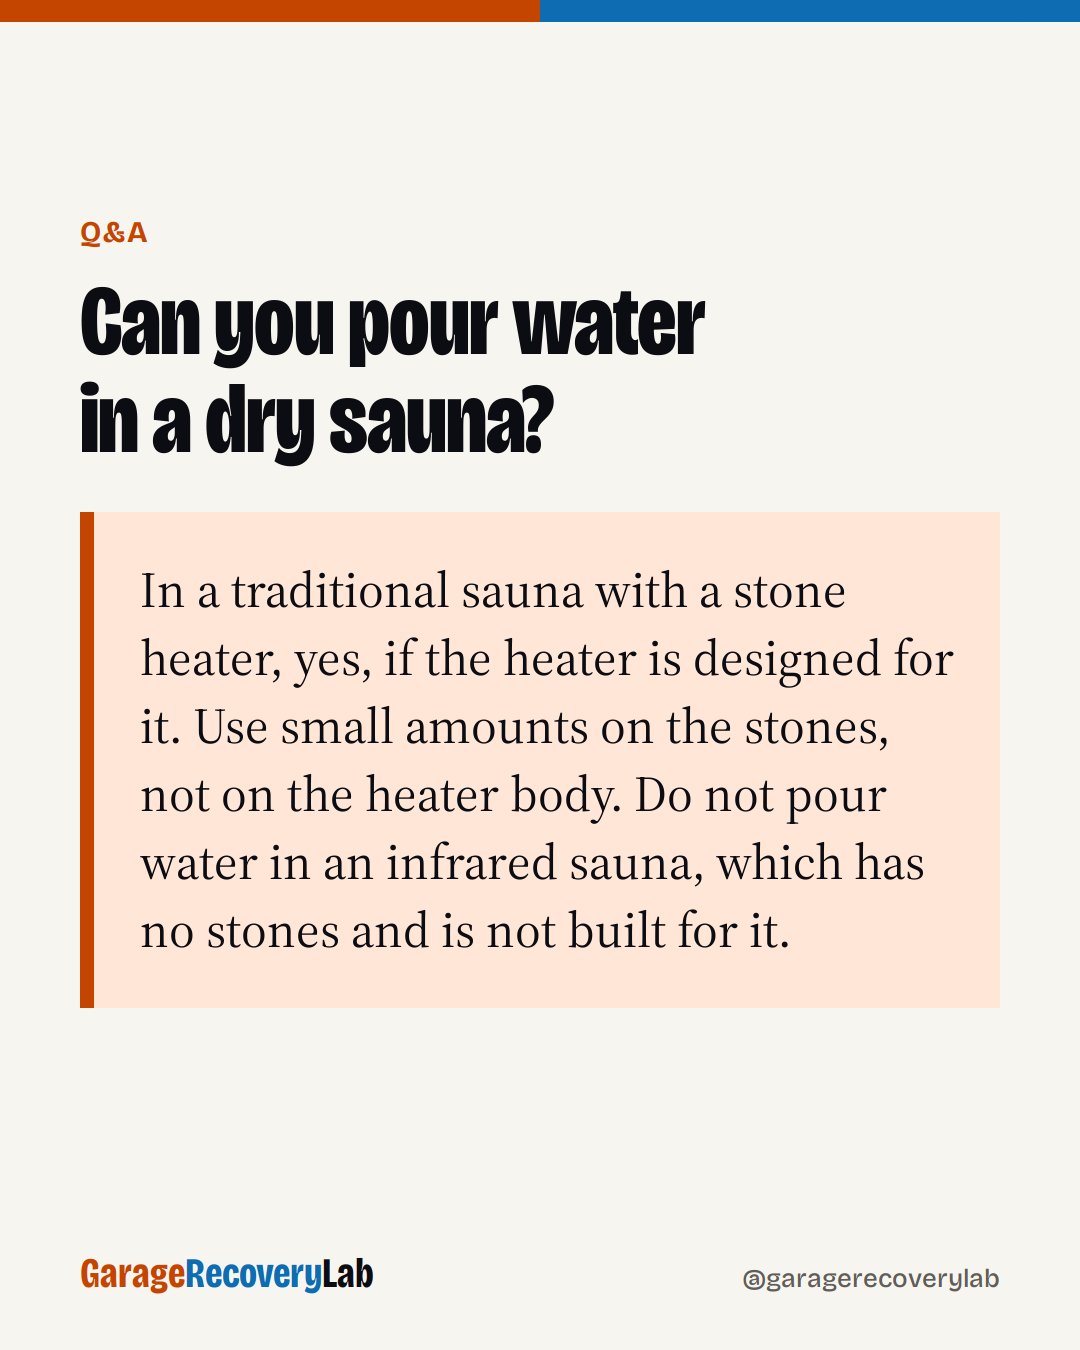 Q&A
Can you pour water
in a dry sauna?
In a traditional sauna with a stone
heater, yes, if the heater is designed for
it. Use small amounts on the stones,
not on the heater body. Do not pour
water in an infrared sauna, which has
no stones and is not built for it.
GarageRecoveryLab
@garagerecoverylab